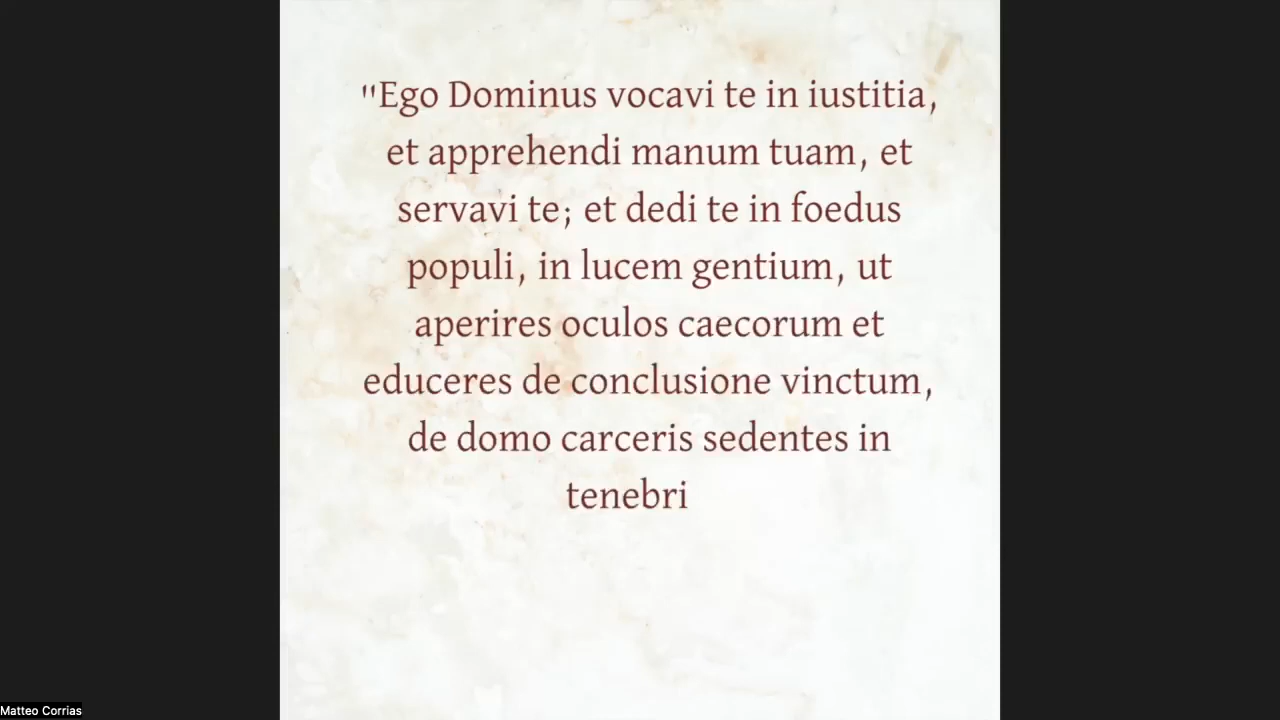 "Ego Dominus vocavi te in iustitia,
et apprehendi manum tuam, et
servavi te; et dedi te in foedus
populi, in lucem gentium, ut
aperires oculos caecorum et
educeres de conclusione vinctum,
de domo carceris sedentes in
tenebri
Matteo Corrias